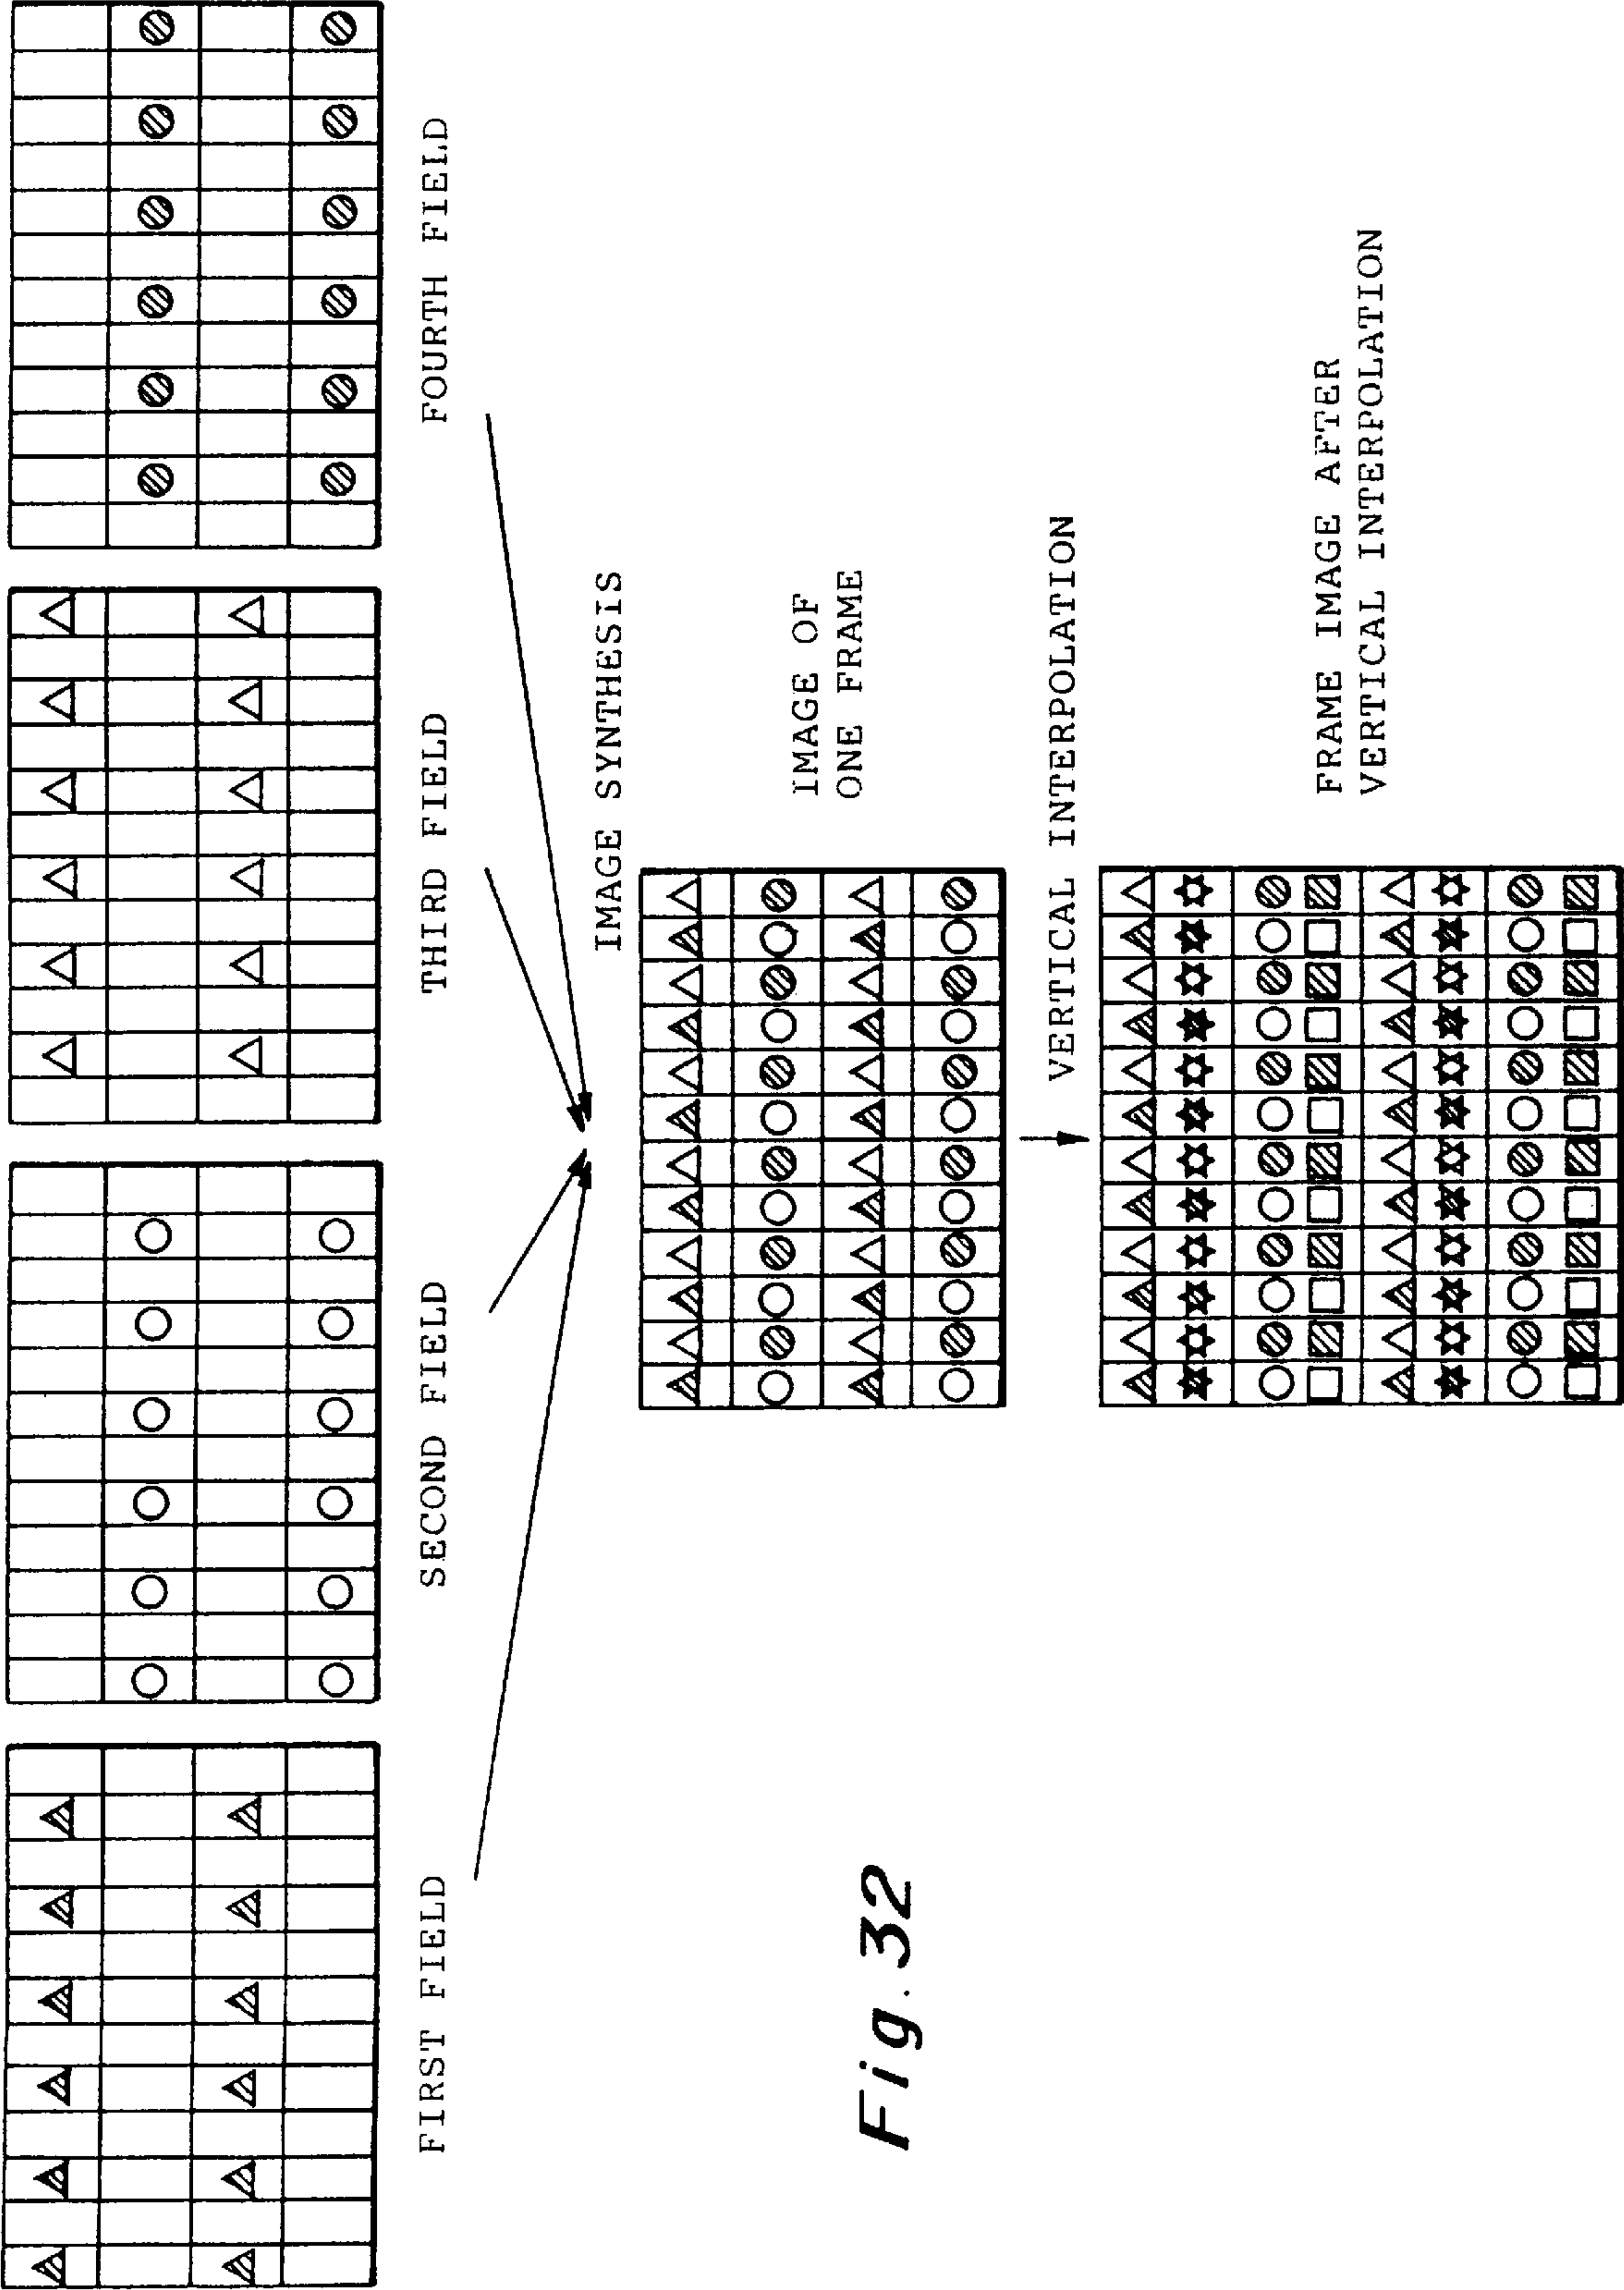 FIRST FIELD
SECOND FIELD
THIRD FIELD
FOURTH FIELD
IMAGE SYNTHESIS
IMAGE OF
ONE FRAME
VERTICAL INTERPOLATION
FRAME IMAGE AFTER
VERTICAL INTERPOLATION
Fig. 32